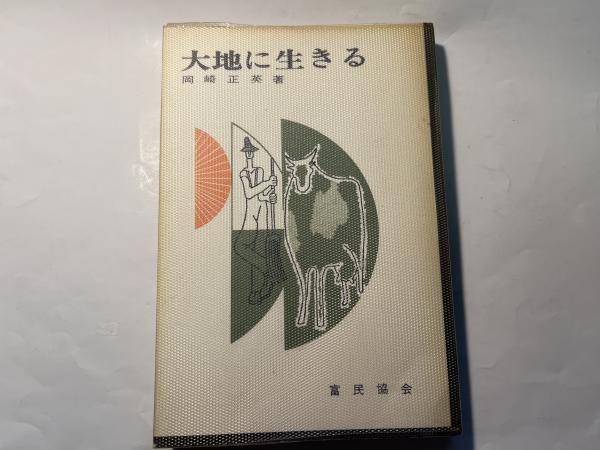 大地に生きる
岡崎正英著
富民協会